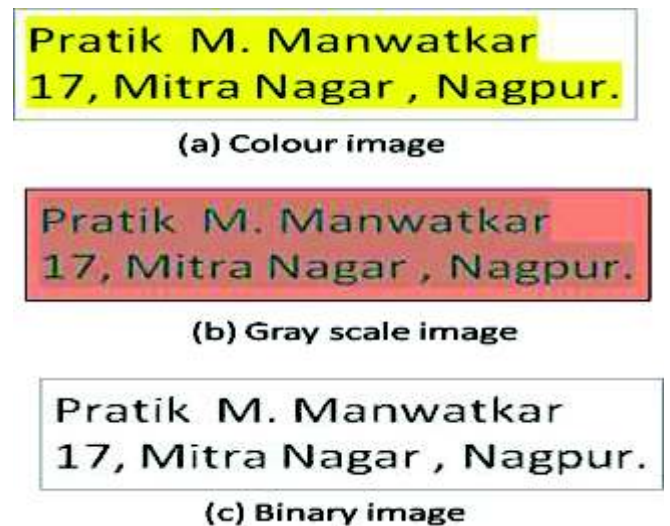 Pratik M. Manwatkar
17, Mitra Nagar , Nagpur.
(a) Colour image
Pratik M. Manwatkar
17, Mitra Nagar , Nagpur.
(b) Gray scale image
Pratik M. Manwatkar
17, Mitra Nagar , Nagpur.
(c) Binary image